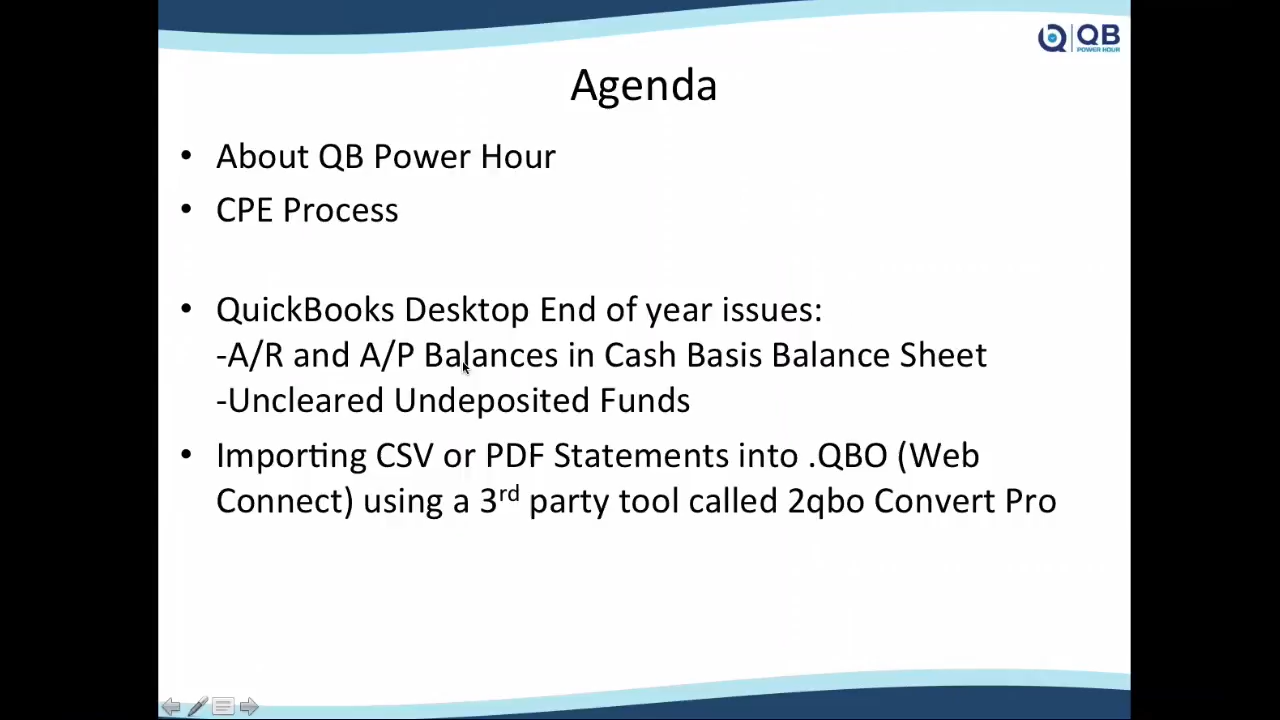 QB
POWER HOUR
Agenda
• About QB Power Hour
• CPE Process
• QuickBooks Desktop End of year issues:
-A/R and A/P Balances in Cash Basis Balance Sheet
-Uncleared Undeposited Funds
• Importing CSV or PDF Statements into .QBO (Web
Connect) using a 3rd party tool called 2qbo Convert Pro